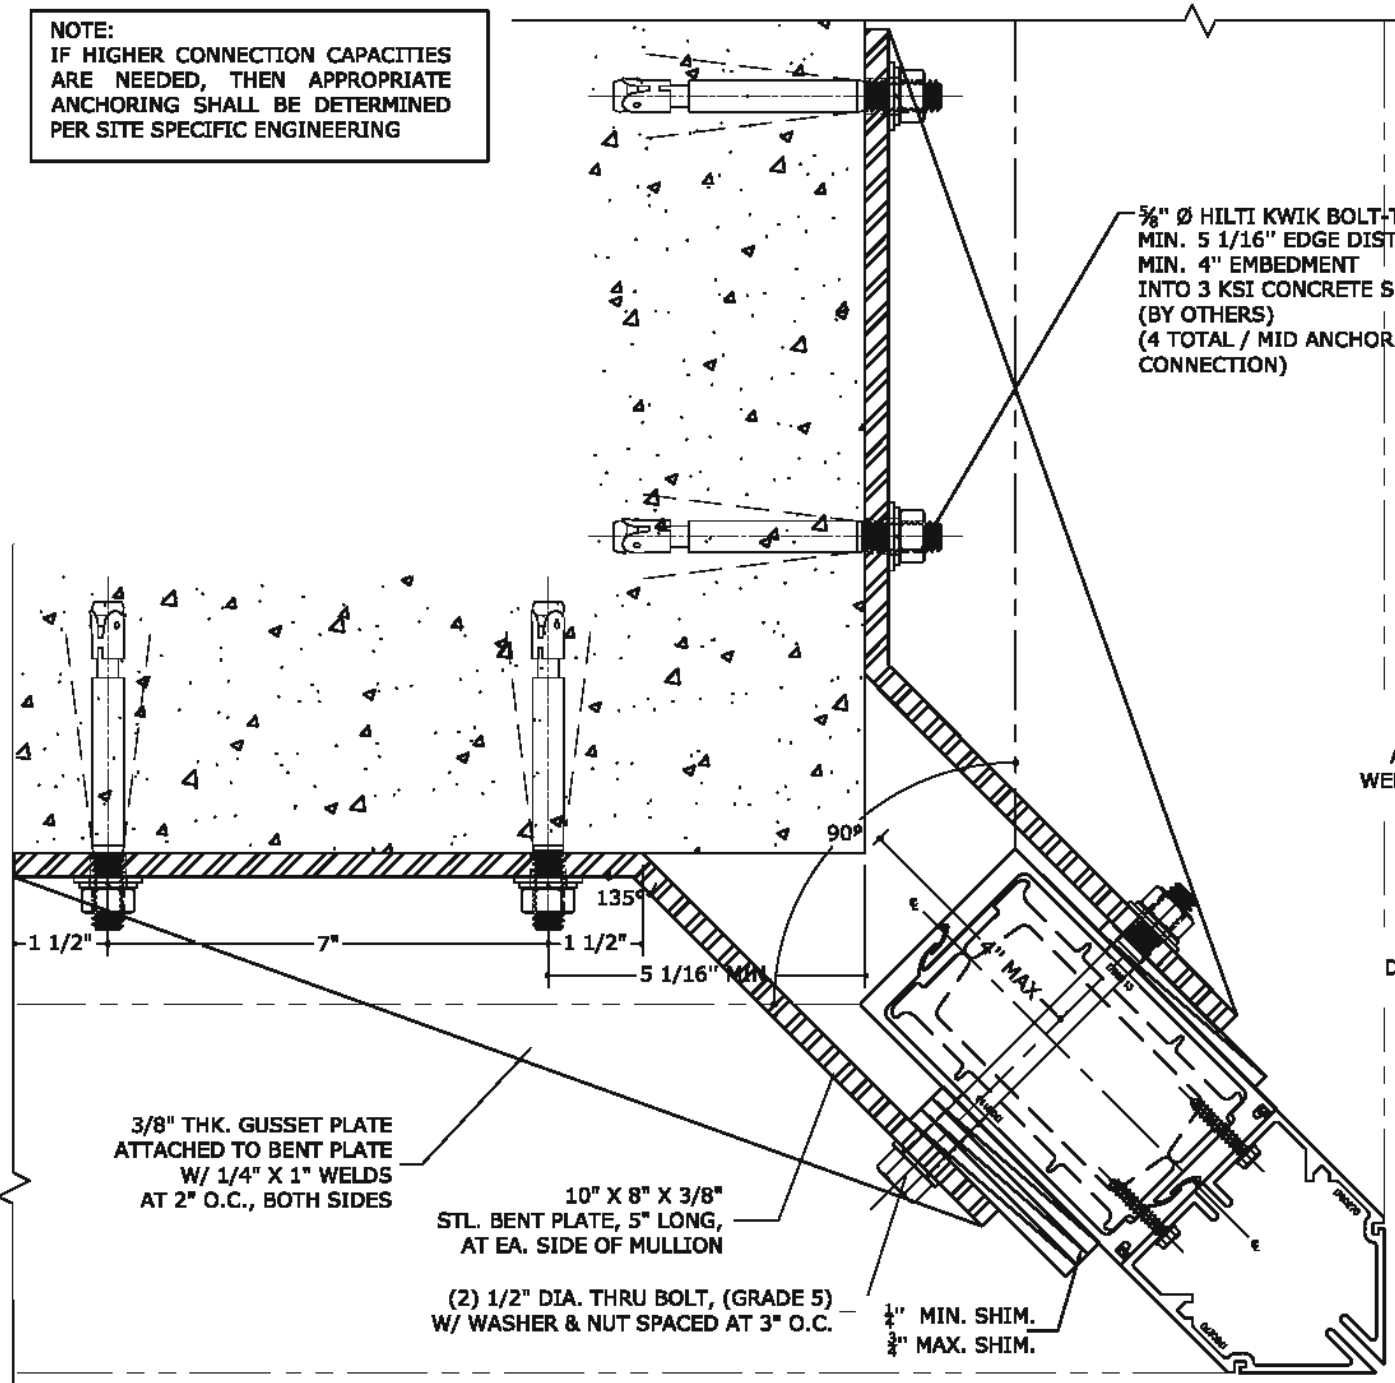 NOTE:
IF HIGHER CONNECTION CAPACITIES
ARE NEEDED, THEN APPROPRIATE
ANCHORING SHALL BE DETERMINED
PER SITE SPECIFIC ENGINEERING
⅝" Ø HILTI KWIK BOLT-T
MIN. 5 1/16" EDGE DIST
MIN. 4" EMBEDMENT
INTO 3 KSI CONCRETE S
(BY OTHERS)
(4 TOTAL / MID ANCHOR
CONNECTION)
A
WEL
D
90°
135°
1 1/2"
7"
1 1/2"
5 1/16" MIN
4" MAX
3/8" THK. GUSSET PLATE
ATTACHED TO BENT PLATE
W/ 1/4" X 1" WELDS
AT 2" O.C., BOTH SIDES
10" X 8" X 3/8"
STL. BENT PLATE, 5" LONG,
AT EA. SIDE OF MULLION
(2) 1/2" DIA. THRU BOLT, (GRADE 5)
W/ WASHER & NUT SPACED AT 3" O.C.
¼" MIN. SHIM.
¾" MAX. SHIM.